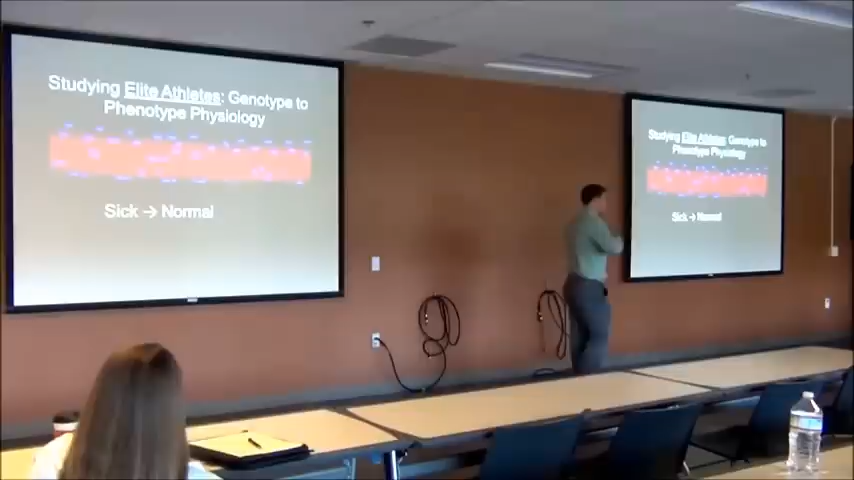 Studying Elite Athletes: Genotype to
Phenotype Physiology
Sick → Normal
Studying Elite Athletes: Genotype to
Phenotype Physiology
Sick → Normal